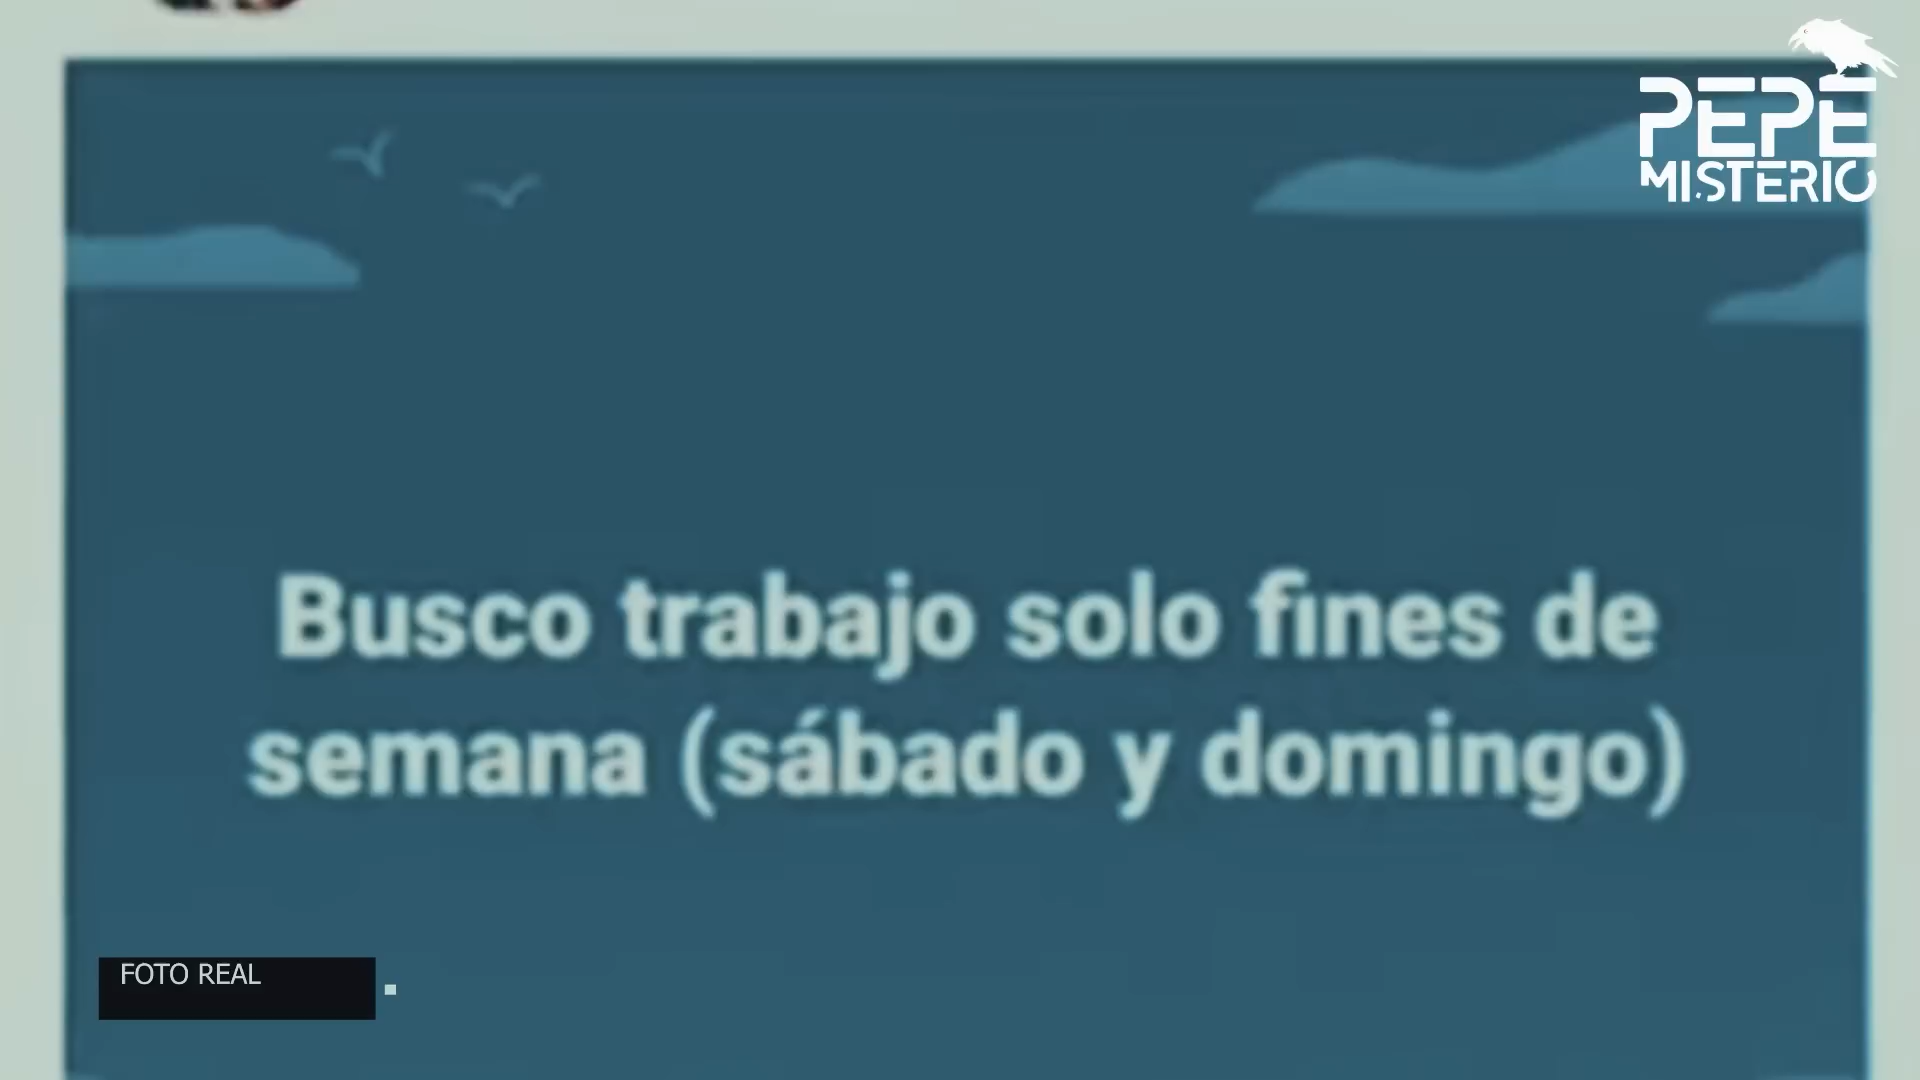 PEPE
MISTERIO
Busco trabajo solo fines de
semana (sábado y domingo)
FOTO REAL